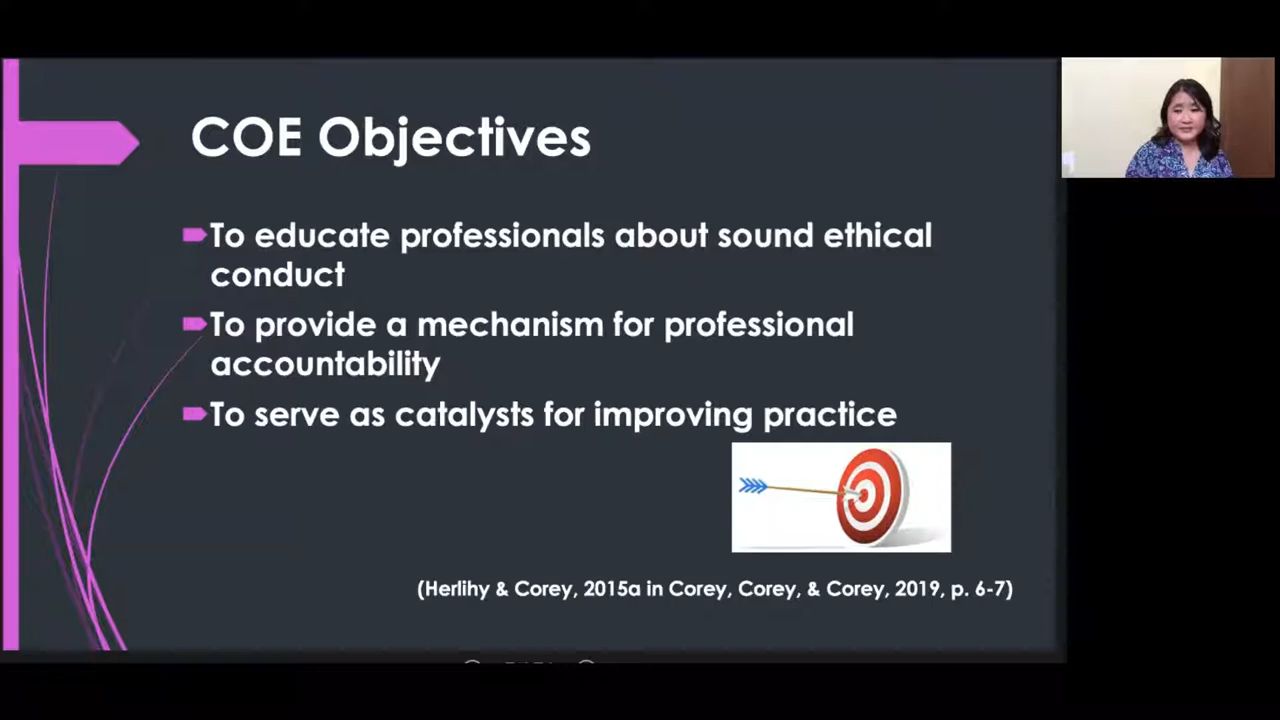 COE Objectives
To educate professionals about sound ethical
conduct
To provide a mechanism for professional
accountability
To serve as catalysts for improving practice
(Herlihy & Corey, 2015a in Corey, Corey, & Corey, 2019, p. 6-7)